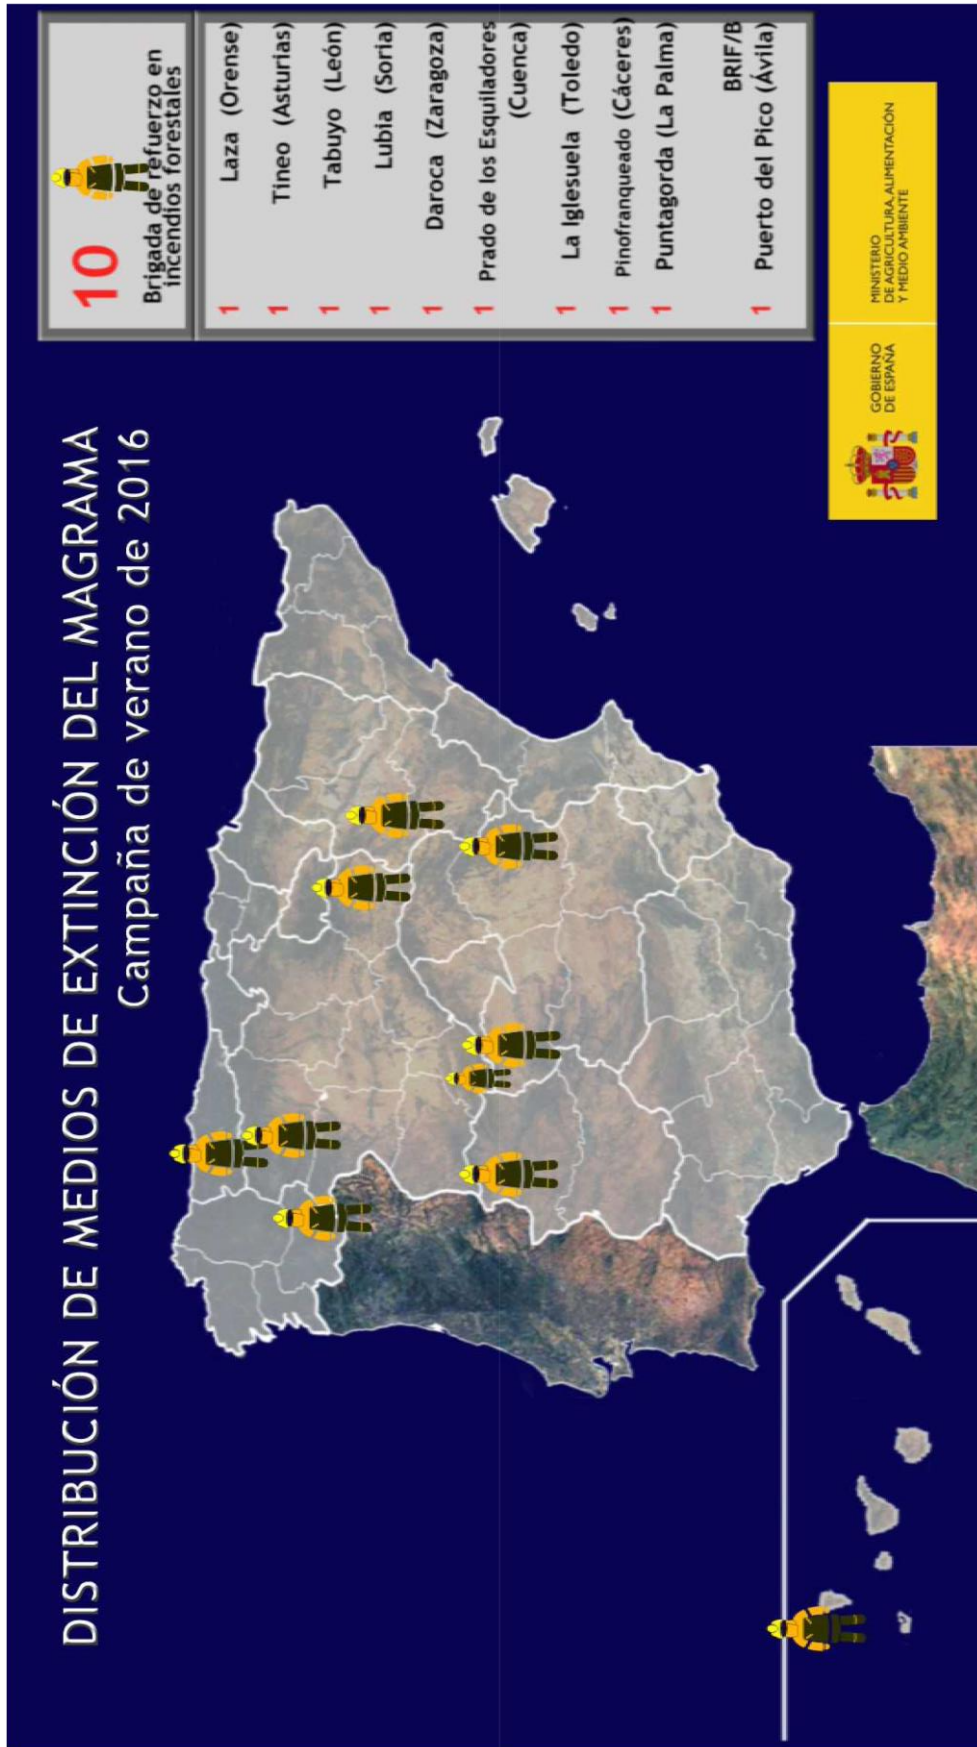 DISTRIBUCIÓN DE MEDIOS DE EXTINCIÓN DEL MAGRAMA
Campaña de verano de 2016
10
Brigada de refuerzo en
incendios forestales
1 Laza (Orense)
1 Tineo (Asturias)
1 Tabuyo (León)
1 Lubia (Soria)
1 Daroca (Zaragoza)
1 Prado de los Esquiladores
(Cuenca)
1 La Iglesuela (Toledo)
1 Pinofranqueado (Cáceres)
1 Puntagorda (La Palma)
BRIF/B
1 Puerto del Pico (Ávila)
GOBIERNO
DE ESPAÑA
MINISTERIO
DE AGRICULTURA, ALIMENTACIÓN
Y MEDIO AMBIENTE